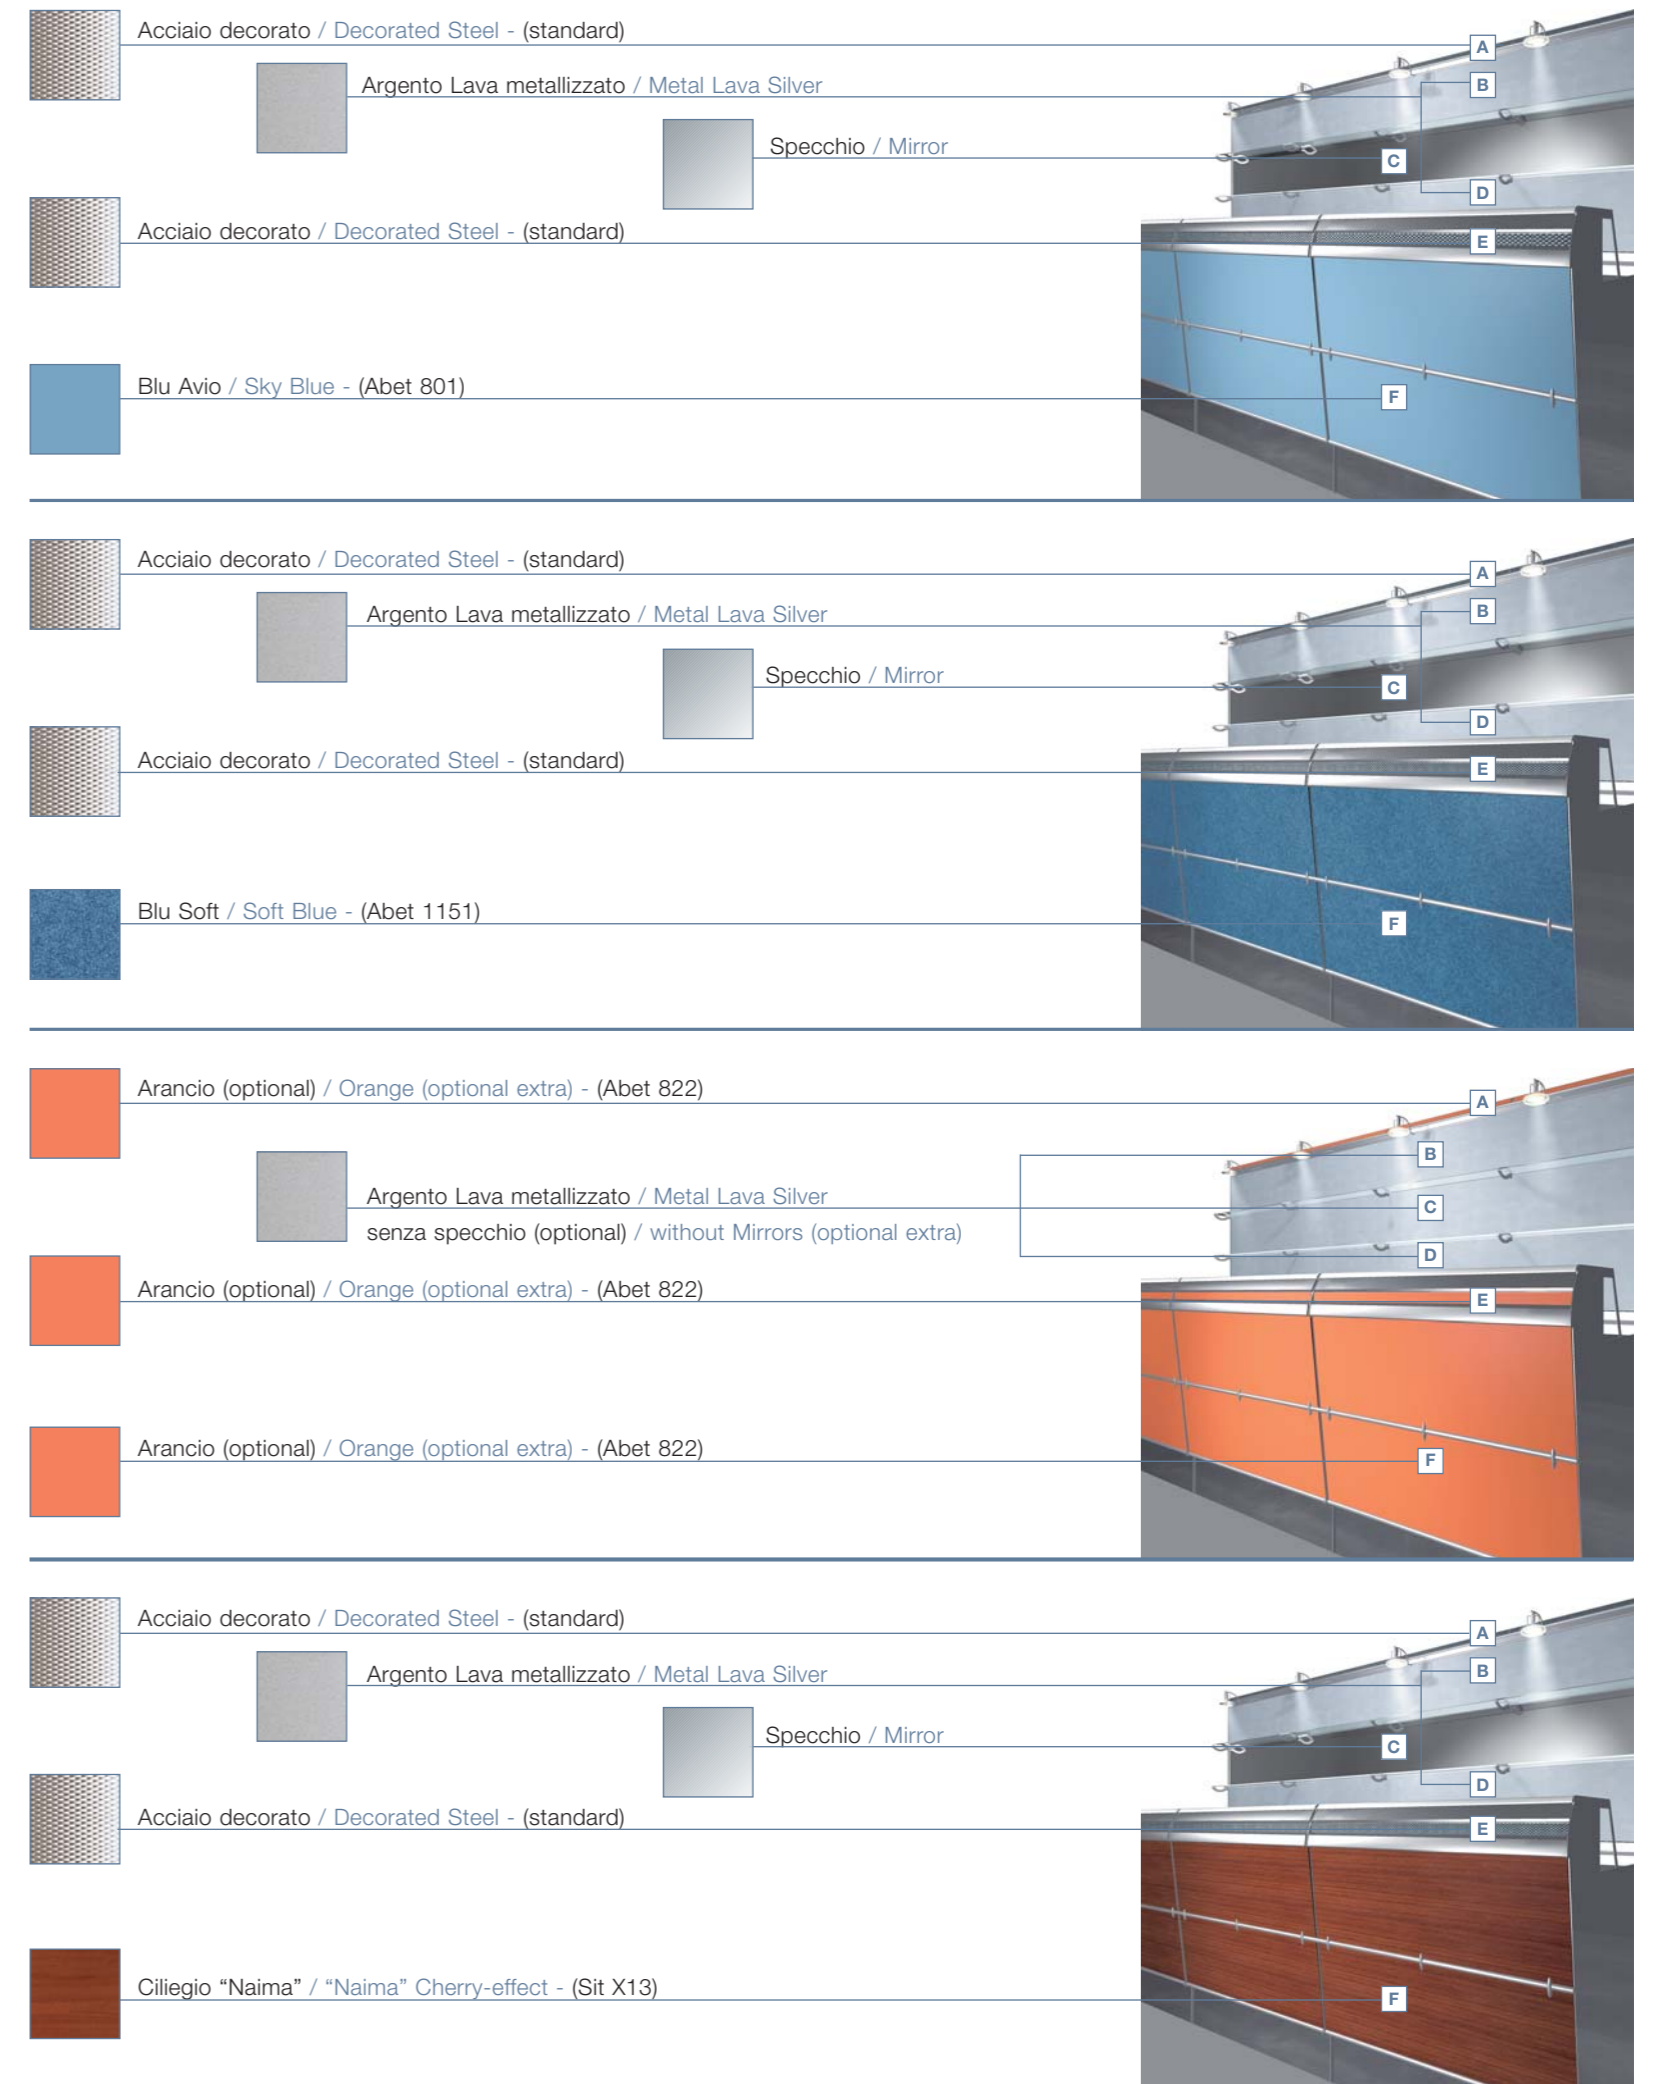 Acciaio decorato / Decorated Steel - (standard)
A
Argento Lava metallizzato / Metal Lava Silver
B
Specchio / Mirror
C
D
Acciaio decorato / Decorated Steel - (standard)
E
Blu Avio / Sky Blue - (Abet 801)
F
Acciaio decorato / Decorated Steel - (standard)
A
Argento Lava metallizzato / Metal Lava Silver
B
Specchio / Mirror
C
D
Acciaio decorato / Decorated Steel - (standard)
E
Blu Soft / Soft Blue - (Abet 1151)
F
Arancio (optional) / Orange (optional extra) - (Abet 822)
A
B
Argento Lava metallizzato / Metal Lava Silver
C
senza specchio (optional) / without Mirrors (optional extra)
D
Arancio (optional) / Orange (optional extra) - (Abet 822)
E
Arancio (optional) / Orange (optional extra) - (Abet 822)
F
Acciaio decorato / Decorated Steel - (standard)
A
Argento Lava metallizzato / Metal Lava Silver
B
Specchio / Mirror
C
D
Acciaio decorato / Decorated Steel - (standard)
E
Ciliegio “Naima” / “Naima” Cherry-effect - (Sit X13)
F